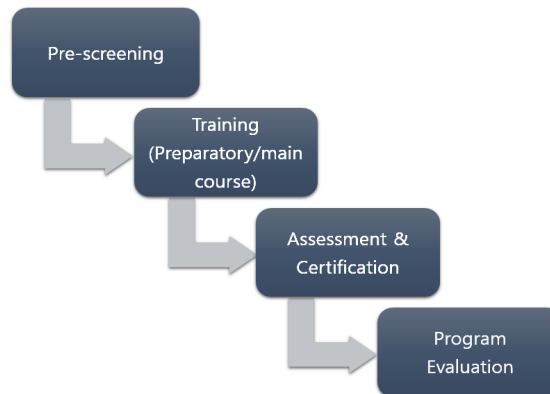 Pre-screening
Training
(Preparatory/main
course)
Assessment &
Certification
Program
Evaluation